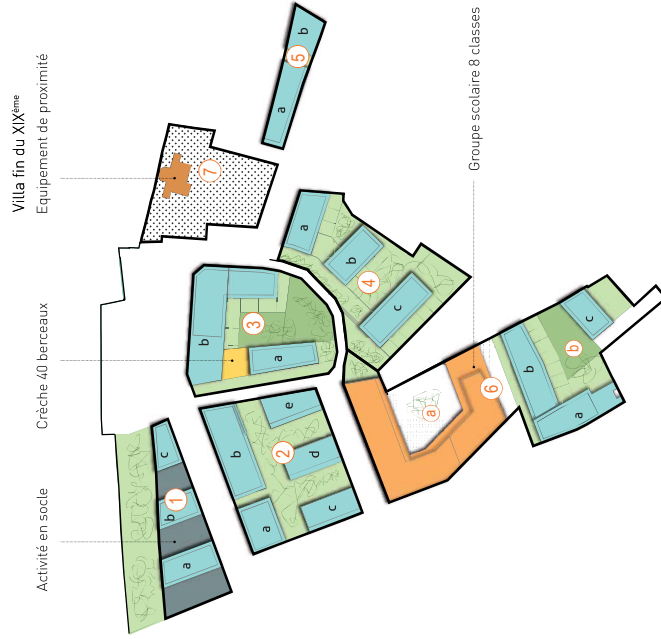 Villa fin du XIXème
Equipement de proximité
Crèche 40 berceaux
Activité en socle
Groupe scolaire 8 classes
a
5
b
7
a
b
4
c
b
3
a
c
b
1
a
b
e
2
d
a
c
a
6
b
c
b
a